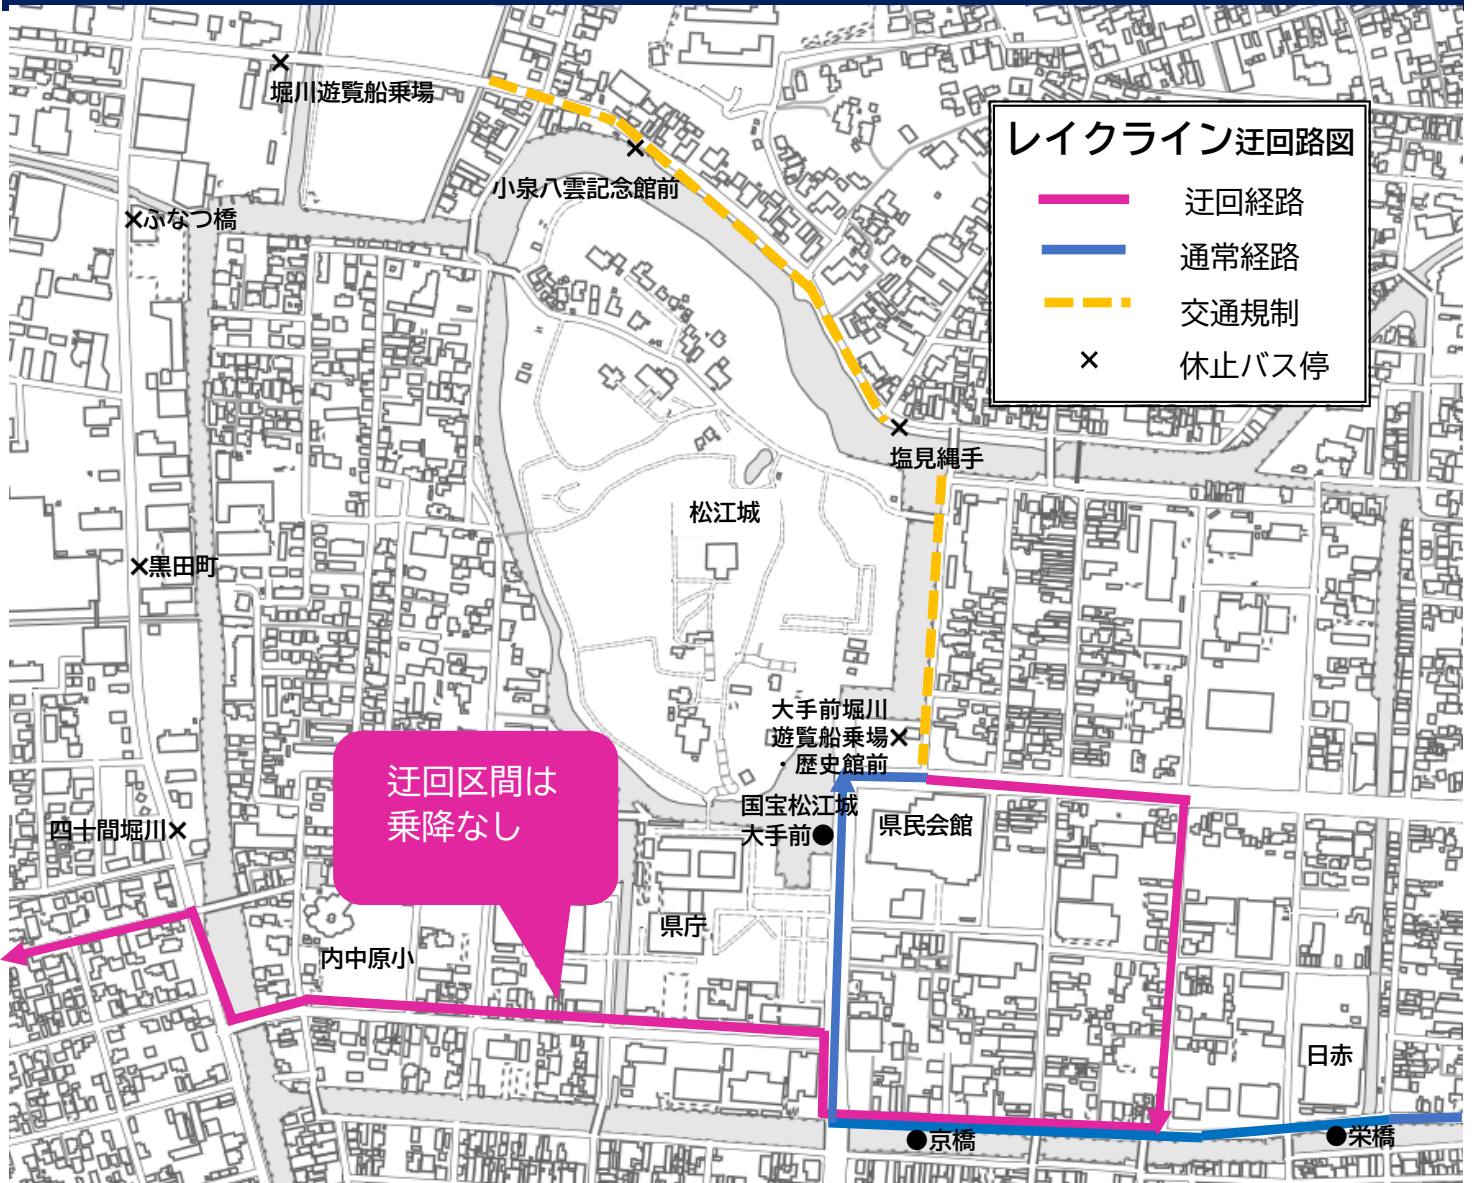 堀川遊覧船乗場
レイクライン迂回路図
迂回経路
小泉八雲記念館前
ふなつ橋
通常経路
交通規制
× 休止バス停
塩見縄手
松江城
黒田町
大手前堀川
遊覧船乗場
・歴史館前
迂回区間は
乗降なし
国宝松江城
大手前
県民会館
四十間堀川
県庁
内中原小
日赤
京橋
栄橋